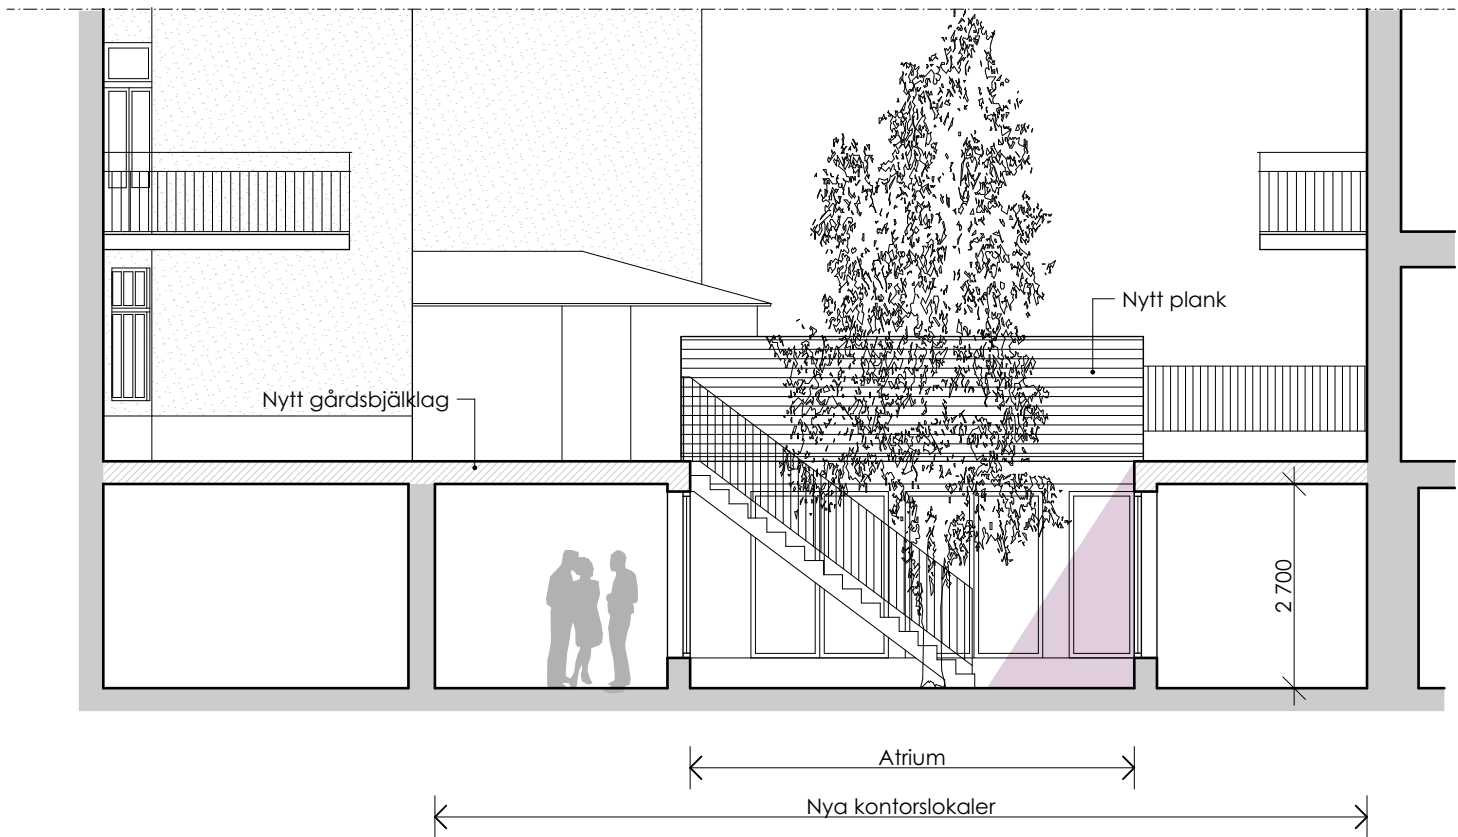 Nytt plank
Nytt gårdsbjälklag
2 700
Atrium
Nya kontorslokaler